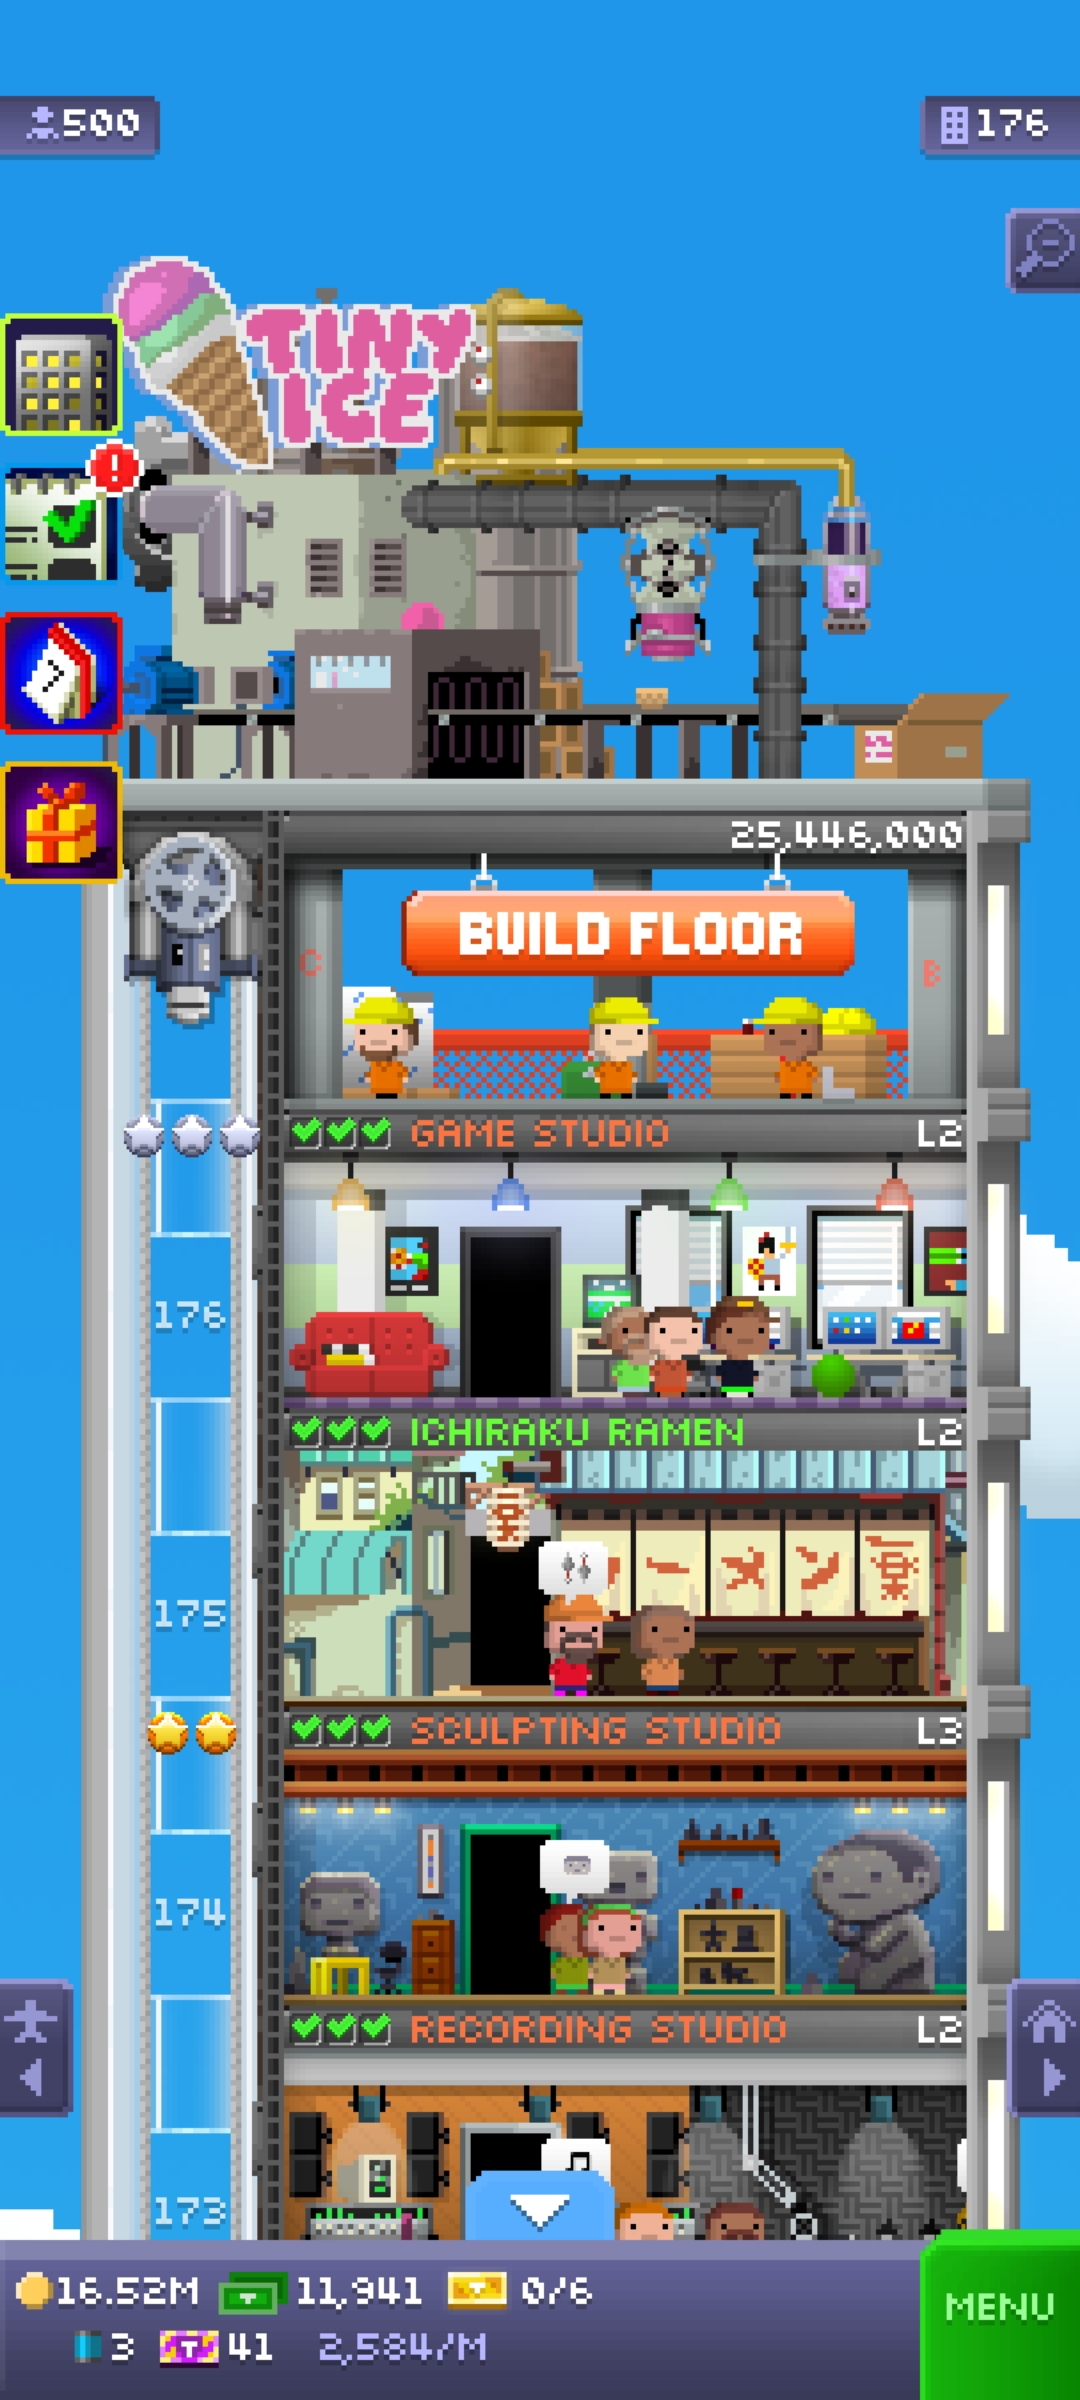 500
176
TINY
ICE
25,446,000
BUILD FLOOR
C
B
GAME STUDIO L2
176
ICHIRAKU RAMEN L2
175
SCULPTING STUDIO L3
174
RECORDING STUDIO L2
173
16.52M 11,941 0/6
MENU
3 T 41 2,584/M